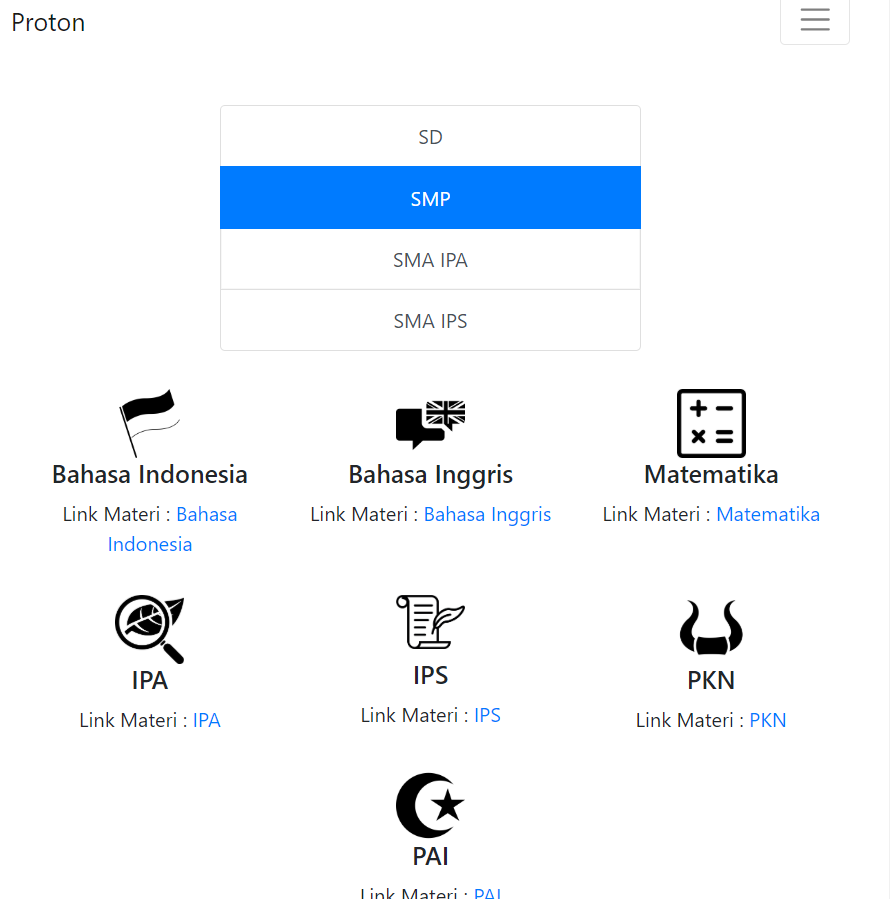 Proton
SD
SMP
SMA IPA
SMA IPS
Bahasa Indonesia
Link Materi : Bahasa
Indonesia
Bahasa Inggris
Link Materi : Bahasa Inggris
Matematika
Link Materi : Matematika
IPA
Link Materi : IPA
IPS
Link Materi : IPS
PKN
Link Materi : PKN
PAI
Link Materi : PAI